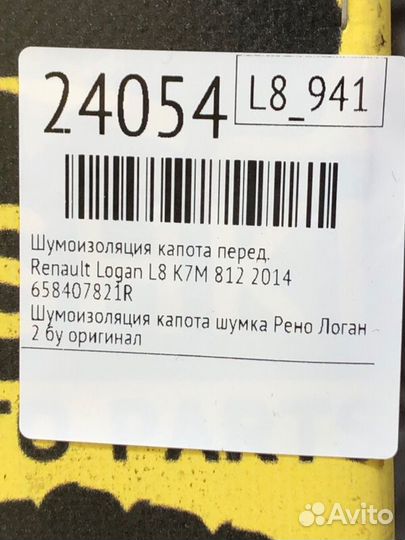 24054
L8_941
Шумоизоляция капота перед.
Renault Logan L8 K7M 812 2014
658407821R
Шумоизоляция капота шумка Рено Логан
2 бу оригинал
Avito